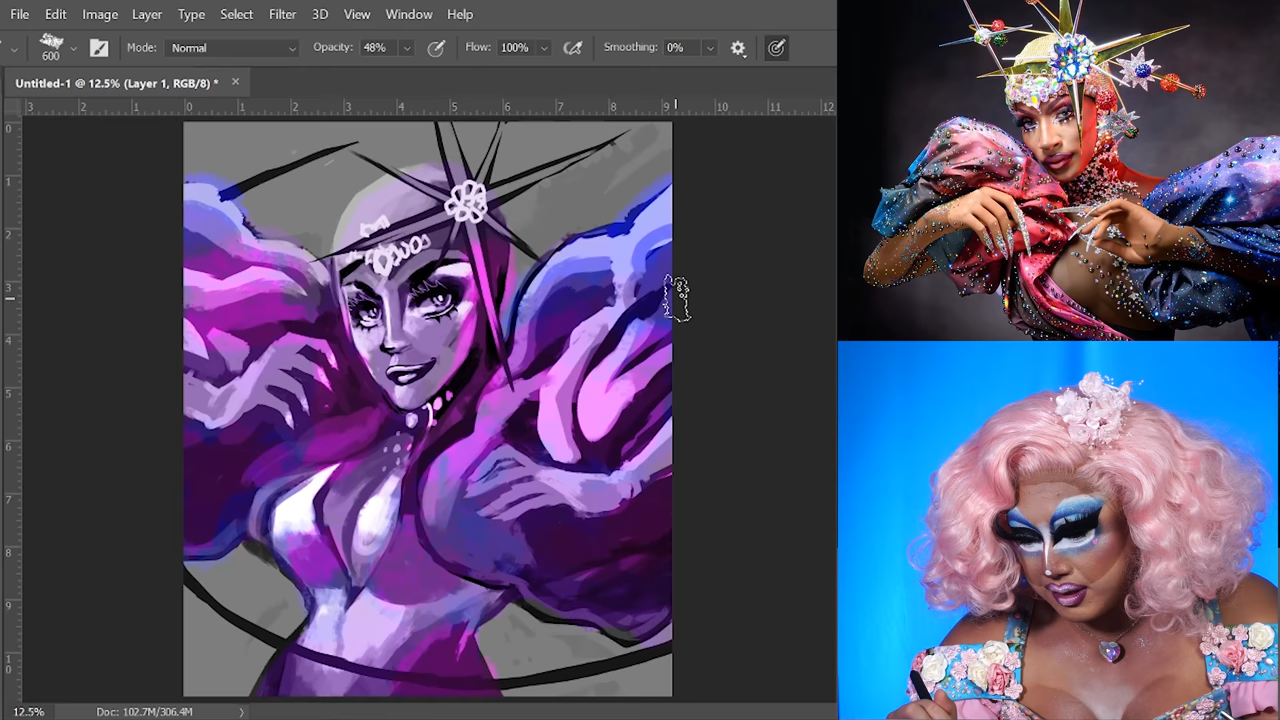 File Edit Image Layer Type Select Filter 3D View Window Help
600 Mode: Normal Opacity: 48% Flow: 100% Smoothing: 0%
Untitled-1 @ 12.5% (Layer 1, RGB/8) * ×
3 2 1 0 1 2 3 4 5 6 7 8 9 10 11 12
0
1
2
3
4
5
6
7
8
9
1
0
12.5% Doc: 102.7M/306.4M